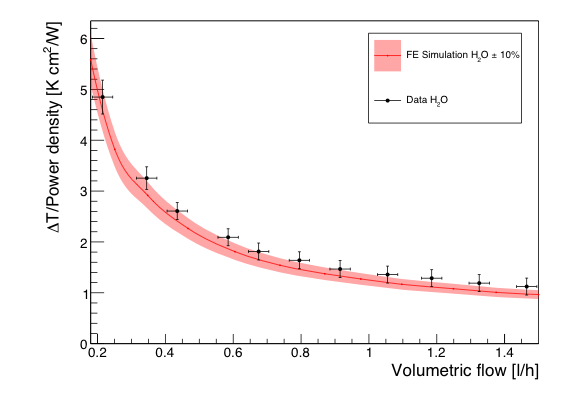 ΔT/Power density [K cm²/W]
6
5
4
3
2
1
0
FE Simulation H₂O ± 10%
Data H₂O
0.2 0.4 0.6 0.8 1 1.2 1.4
Volumetric flow [l/h]